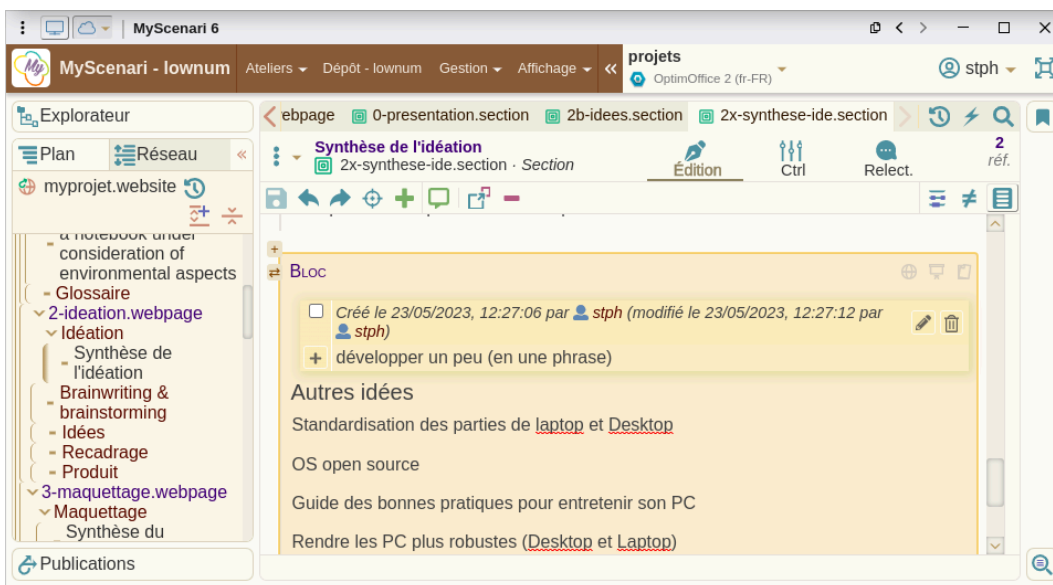 MyScenari 6
My
MyScenari - lownum
Ateliers
Dépôt - lownum
Gestion
Affichage
projets
OptimOffice 2 (fr-FR)
stph
Explorateur
Plan
Réseau
myprojet.website
a notebook under
consideration of
environmental aspects
Glossaire
2-ideation.webpage
Idéation
Synthèse de
l'idéation
Brainwriting &
brainstorming
Idées
Recadrage
Produit
3-maquettage.webpage
Maquettage
Synthèse du
Publications
ebpage
0-presentation.section
2b-idees.section
2x-synthese-ide.section
Synthèse de l'idéation
2x-synthese-ide.section · Section
Édition
Ctrl
Relect.
2
réf.
Bloc
Créé le 23/05/2023, 12:27:06 par stph (modifié le 23/05/2023, 12:27:12 par
stph)
développer un peu (en une phrase)
Autres idées
Standardisation des parties de laptop et Desktop
OS open source
Guide des bonnes pratiques pour entretenir son PC
Rendre les PC plus robustes (Desktop et Laptop)